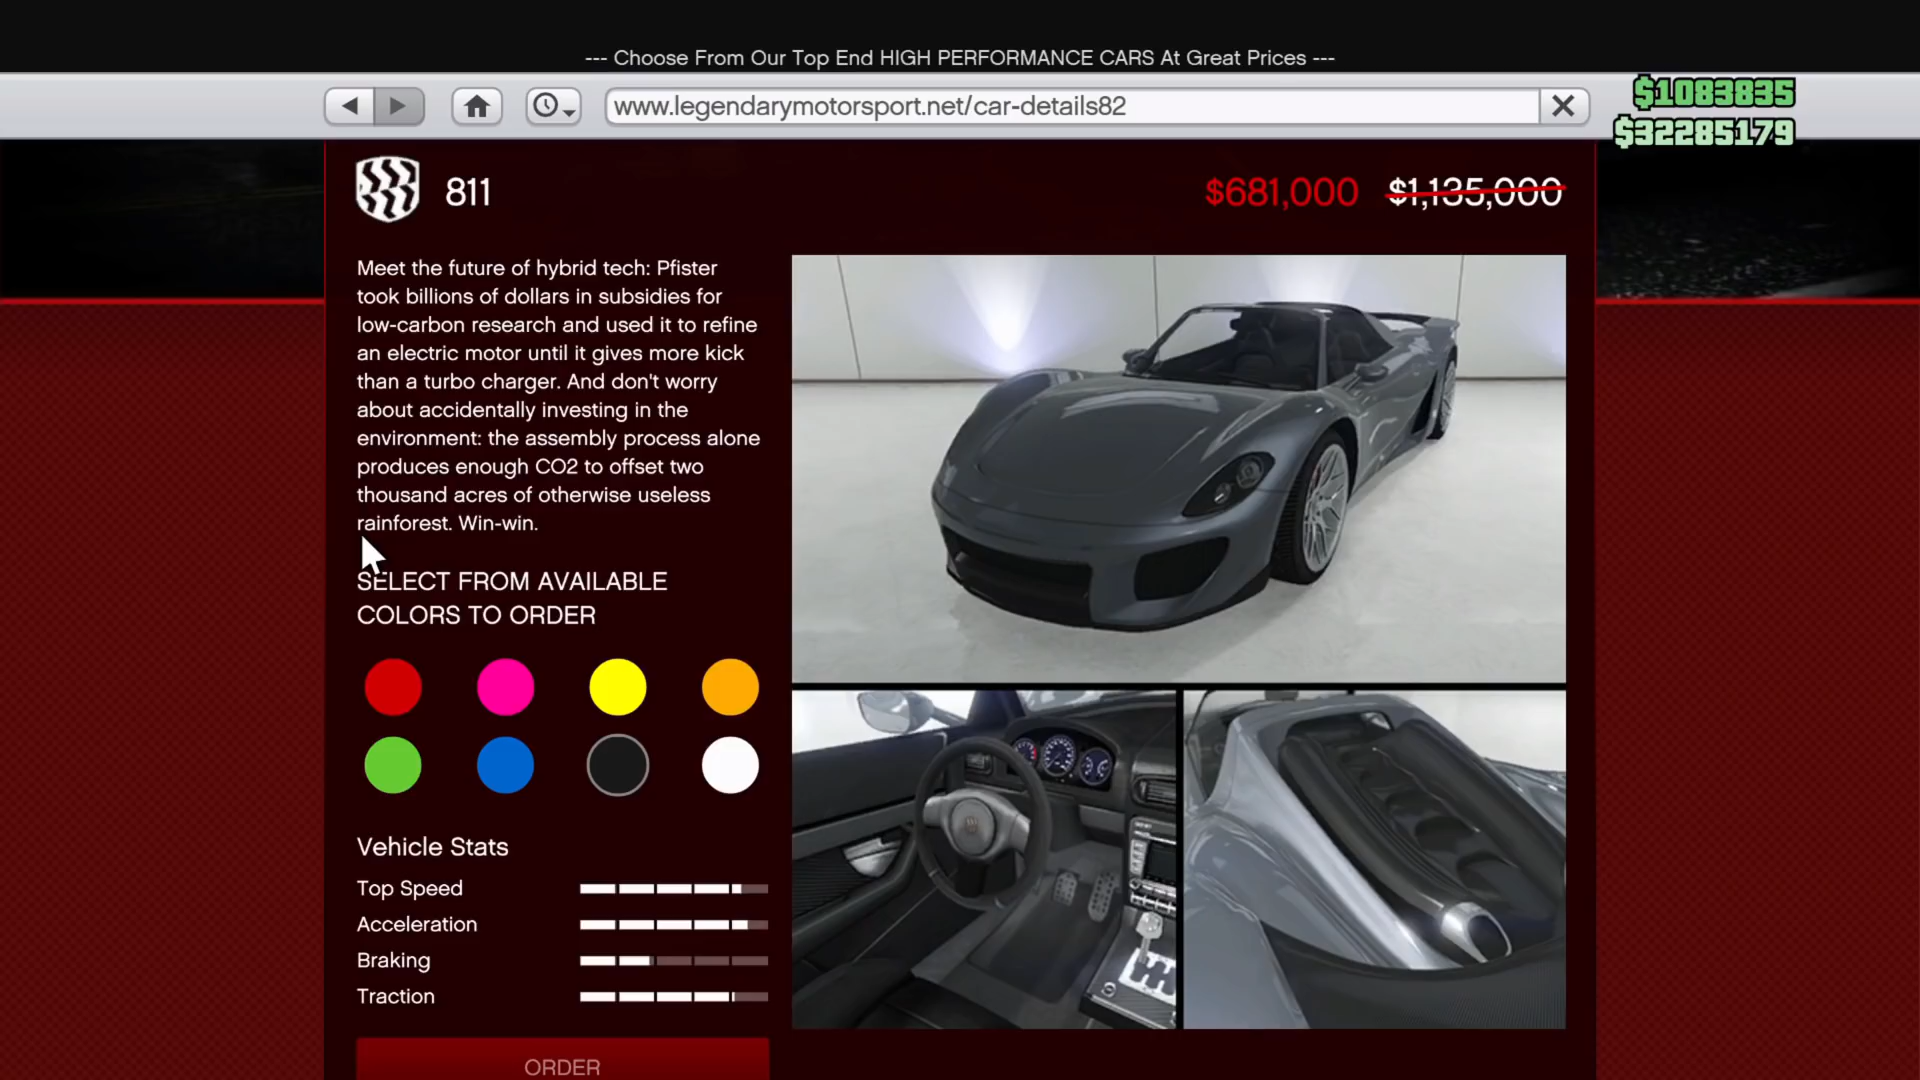 --- Choose From Our Top End HIGH PERFORMANCE CARS At Great Prices ---
www.legendarymotorsport.net/car-details82
$1083835
$32285179
811
$681,000 $1,135,000
Meet the future of hybrid tech: Pfister
took billions of dollars in subsidies for
low-carbon research and used it to refine
an electric motor until it gives more kick
than a turbo charger. And don't worry
about accidentally investing in the
environment: the assembly process alone
produces enough CO2 to offset two
thousand acres of otherwise useless
rainforest. Win-win.
SELECT FROM AVAILABLE
COLORS TO ORDER
Vehicle Stats
Top Speed
Acceleration
Braking
Traction
ORDER